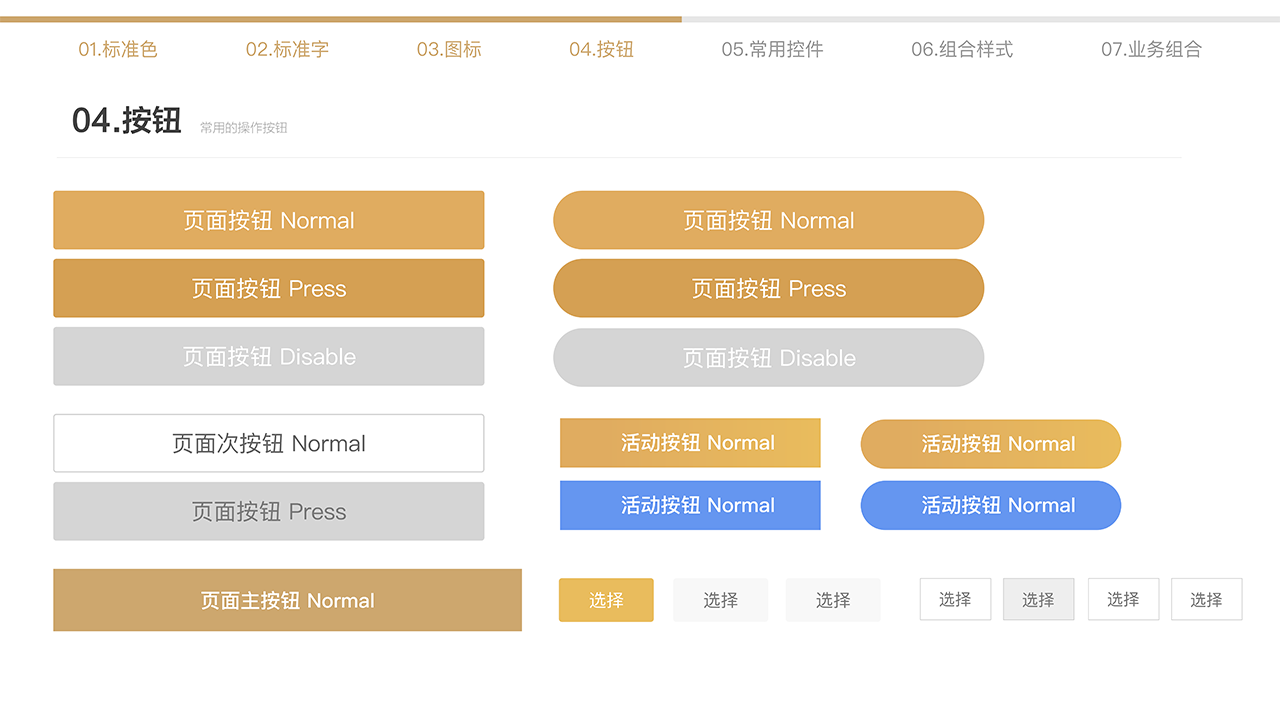 01.标准色
02.标准字
03.图标
04.按钮
05.常用控件
06.组合样式
07.业务组合
04.按钮
常用的操作按钮
页面按钮 Normal
页面按钮 Normal
页面按钮 Press
页面按钮 Press
页面按钮 Disable
页面按钮 Disable
页面次按钮 Normal
活动按钮 Normal
活动按钮 Normal
页面按钮 Press
活动按钮 Normal
活动按钮 Normal
页面主按钮 Normal
选择
选择
选择
选择
选择
选择
选择